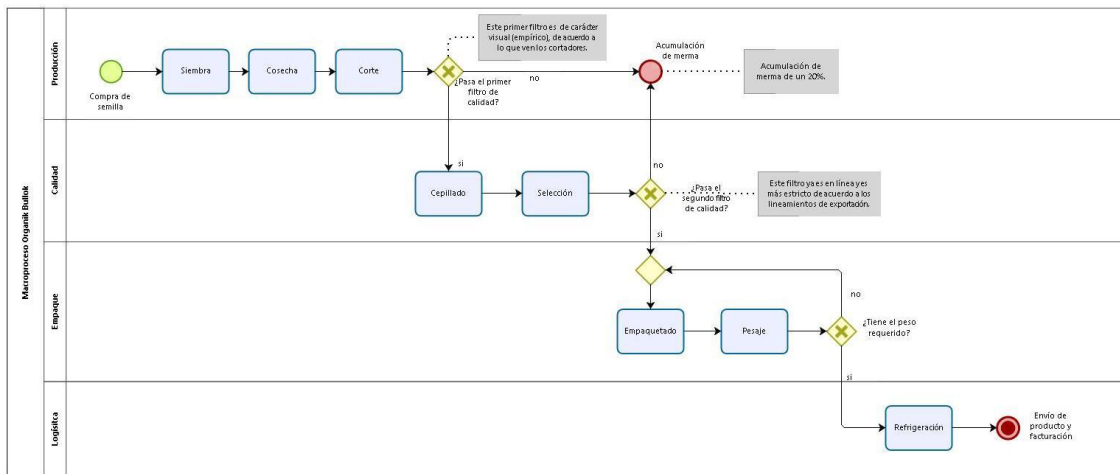 Macroproceso Organik Bullok
Producción
Compra de
semilla
Siembra
Cosecha
Corte
Este primer filtro es de carácter
visual (empírico), de acuerdo a
lo que ven los cortadores.
¿Pasa el primer
filtro de
calidad?
no
si
Acumulación
de merma
Acumulación de
merma de un 20%.
Calidad
Cepillado
Selección
no
¿Pasa el
segundo filtro
de calidad?
si
Este filtro ya es en línea y es
más estricto de acuerdo a los
lineamientos de exportación.
Empaque
Empaquetado
Pesaje
no
¿Tiene el peso
requerido?
si
Logísitca
Refrigeración
Envío de
producto y
facturación